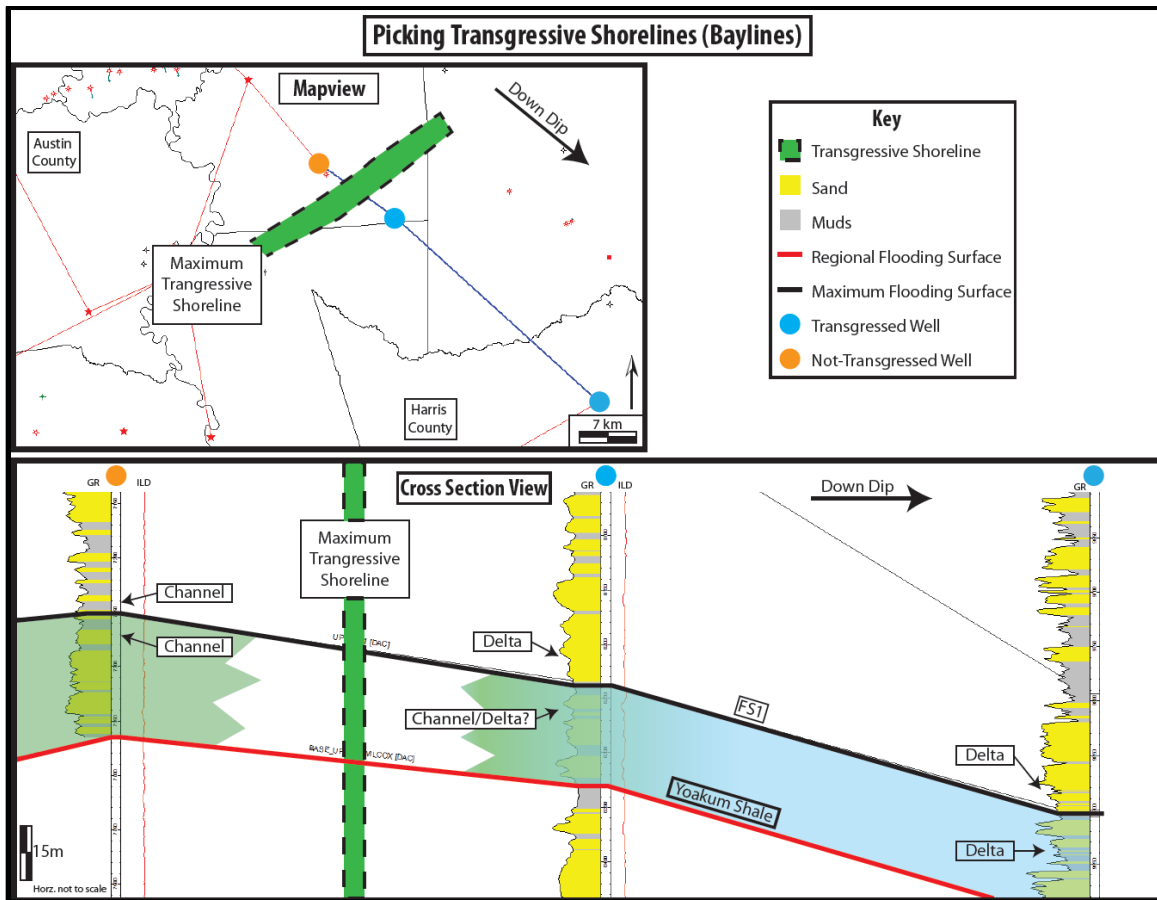 Picking Transgressive Shorelines (Baylines)
Mapview
Down Dip
Austin
County
Maximum
Trangressive
Shoreline
Harris
County
7 km
Key
Transgressive Shoreline
Sand
Muds
Regional Flooding Surface
Maximum Flooding Surface
Transgressed Well
Not-Transgressed Well
GR
ILD
Cross Section View
GR
ILD
Down Dip
GR
Maximum
Trangressive
Shoreline
Channel
Channel
Delta
Channel/Delta?
FS1
Yoakum Shale
Delta
Delta
[DAC]
[DAC]
15m
Horz. not to scale